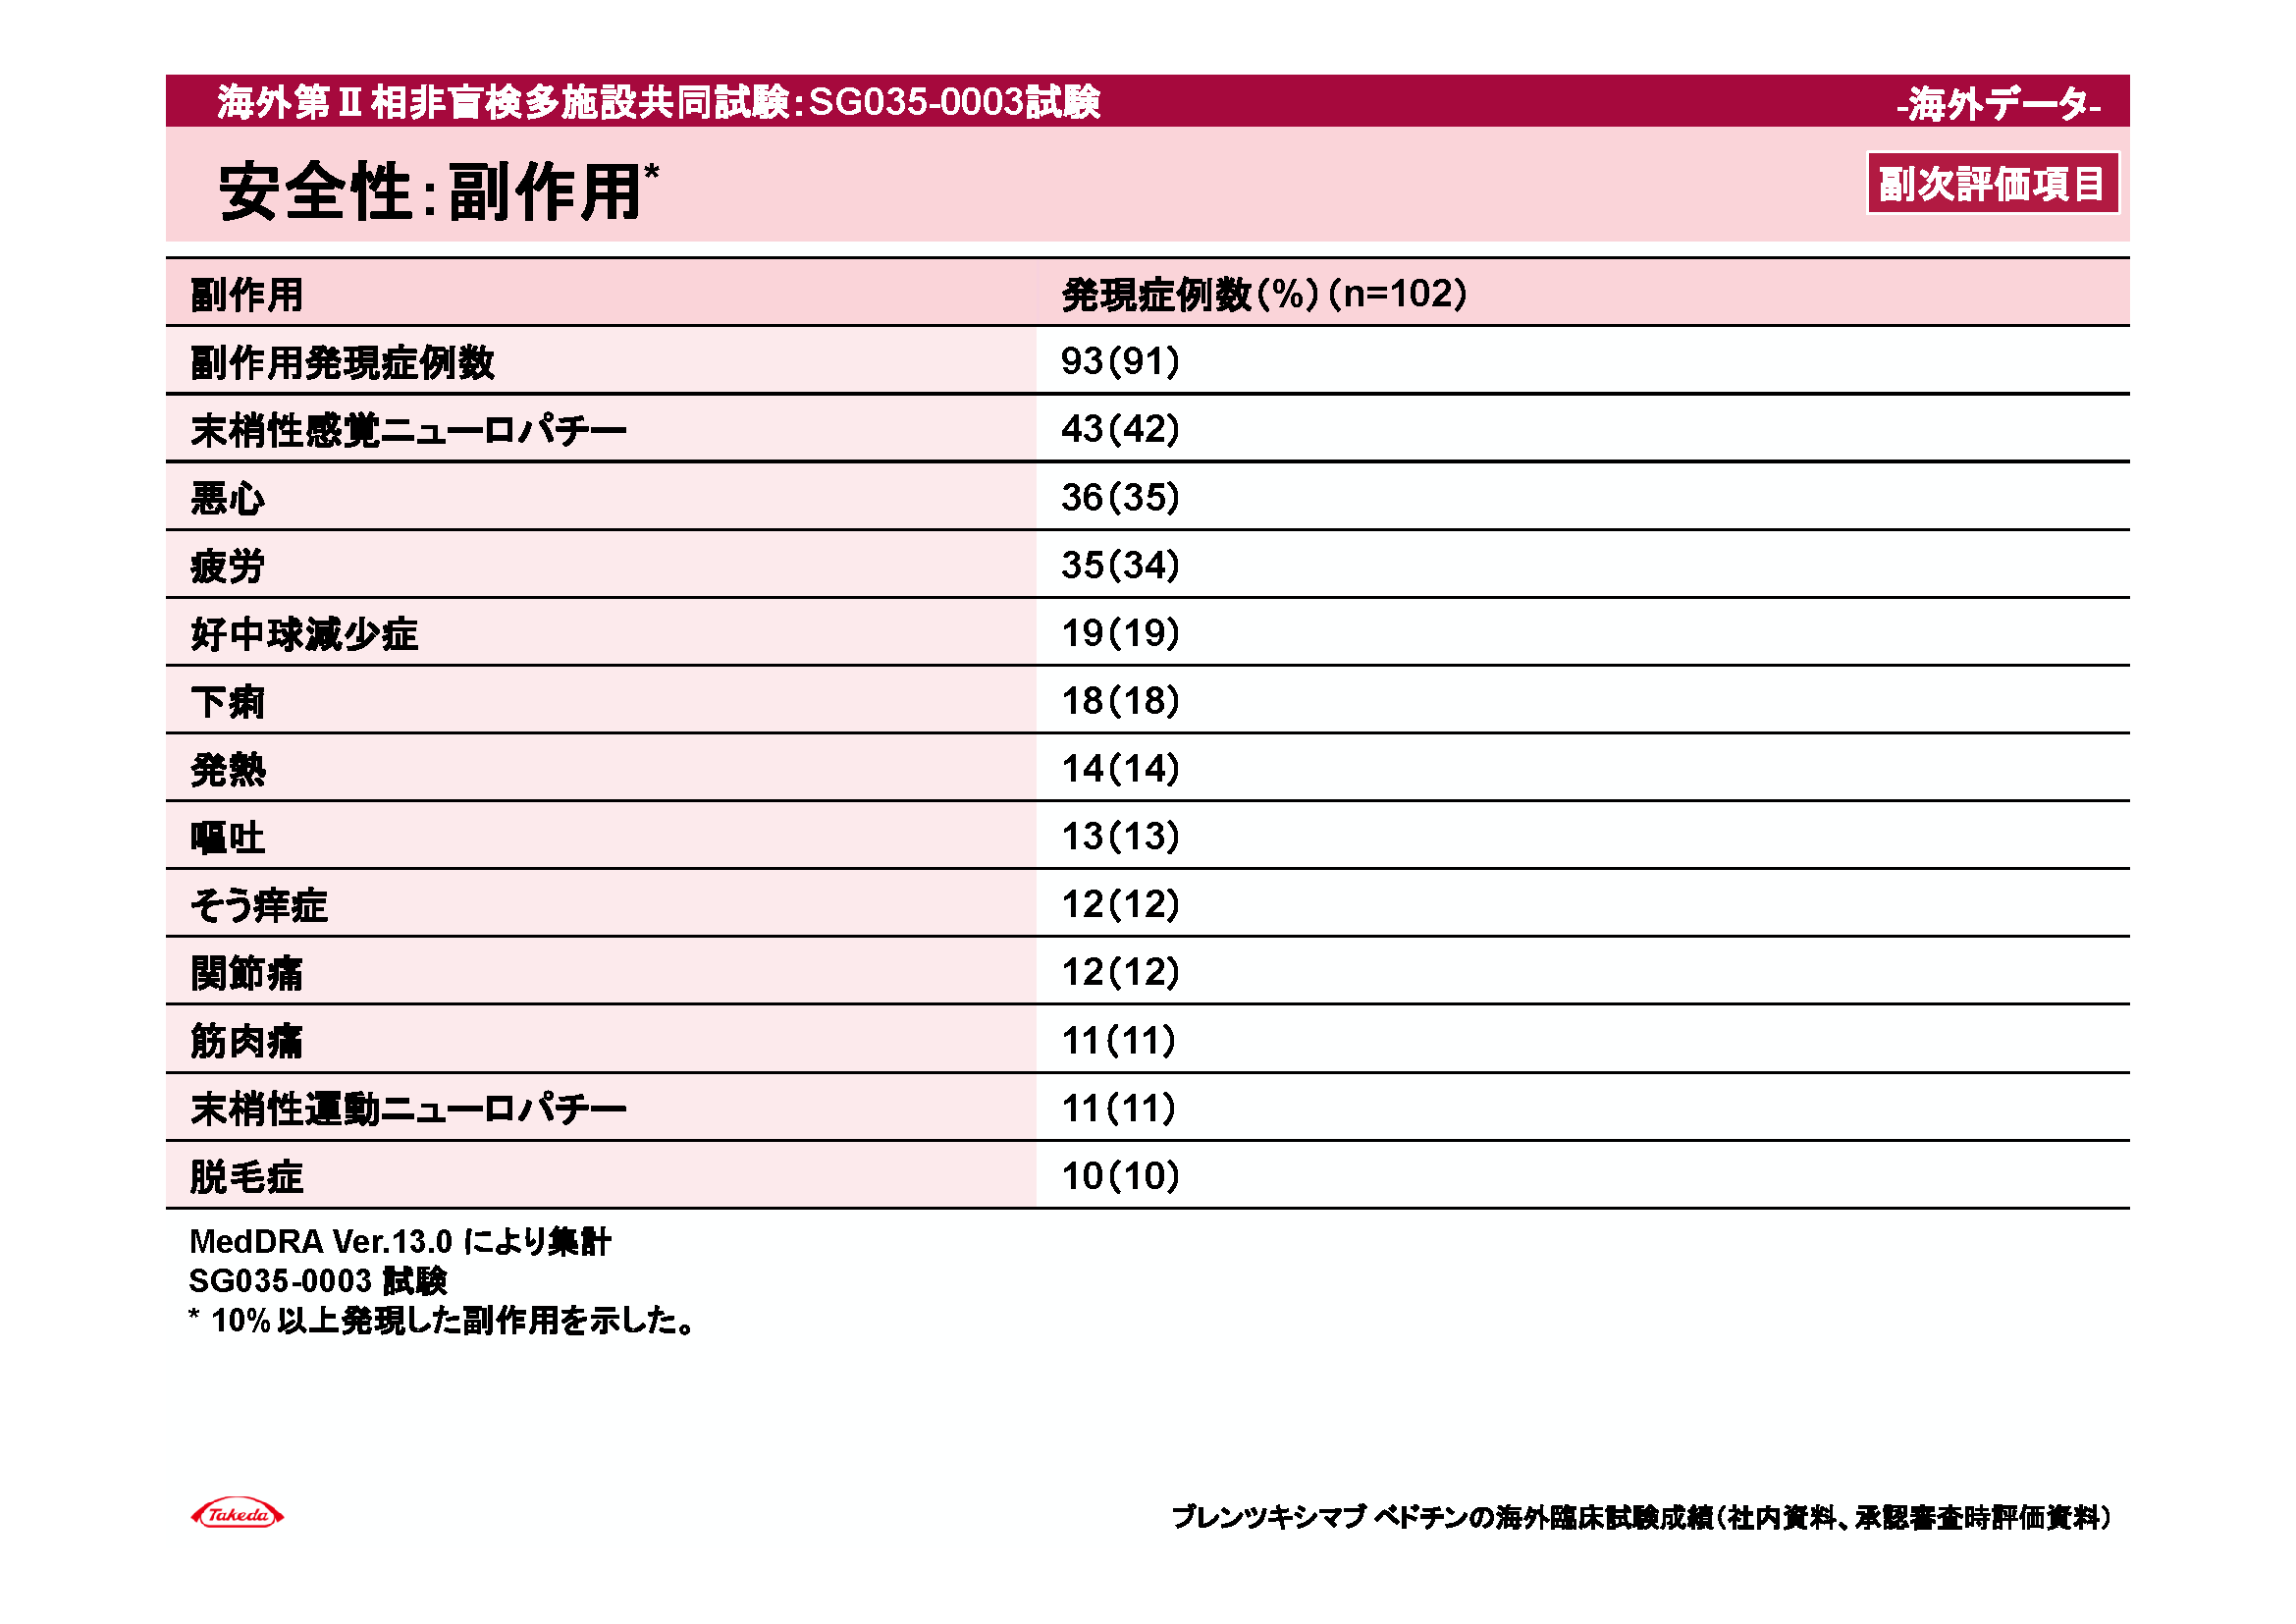 海外第Ⅱ相非盲検多施設共同試験：SG035-0003試験 -海外データ-
安全性：副作用* 副次評価項目
副作用 発現症例数（%）（n=102）
副作用発現症例数 93（91）
末梢性感覚ニューロパチー 43（42）
悪心 36（35）
疲労 35（34）
好中球減少症 19（19）
下痢 18（18）
発熱 14（14）
嘔吐 13（13）
そう痒症 12（12）
関節痛 12（12）
筋肉痛 11（11）
末梢性運動ニューロパチー 11（11）
脱毛症 10（10）
MedDRA Ver.13.0 により集計
SG035-0003 試験
* 10%以上発現した副作用を示した。
Takeda ブレンツキシマブ ベドチンの海外臨床試験成績（社内資料、承認審査時評価資料）